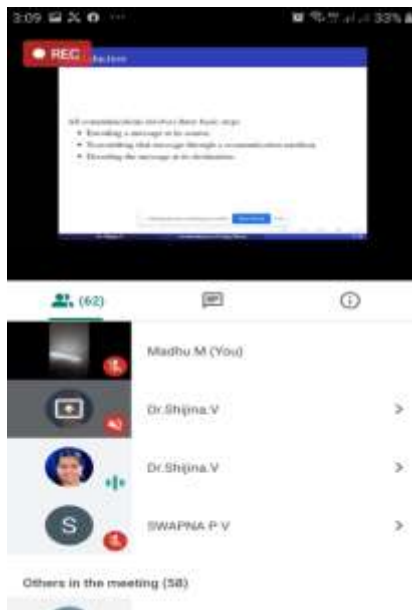 3:09
33%
REC
All communications involves three basic steps
• Encoding a message at its source
• Transmitting that message through a communication medium
• Decoding the message at its destination
(62)
Madhu.M (You)
Dr.Shijina.V
Dr.Shijina.V
S
SWAPNA P V
Others in the meeting (58)